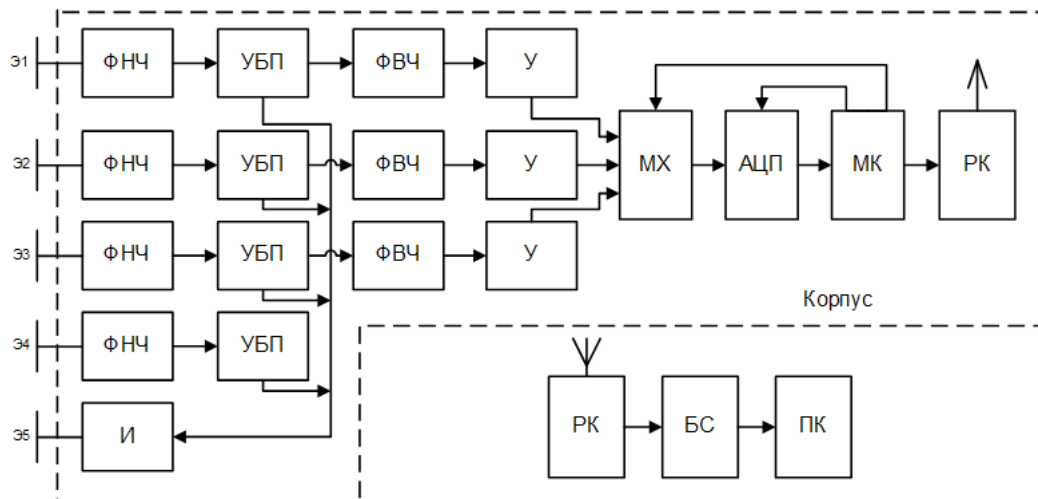 Э1 ФНЧ УБП ФВЧ У
Э2 ФНЧ УБП ФВЧ У МХ АЦП МК РК
Э3 ФНЧ УБП ФВЧ У
Корпус
Э4 ФНЧ УБП
РК БС ПК
Э5 И